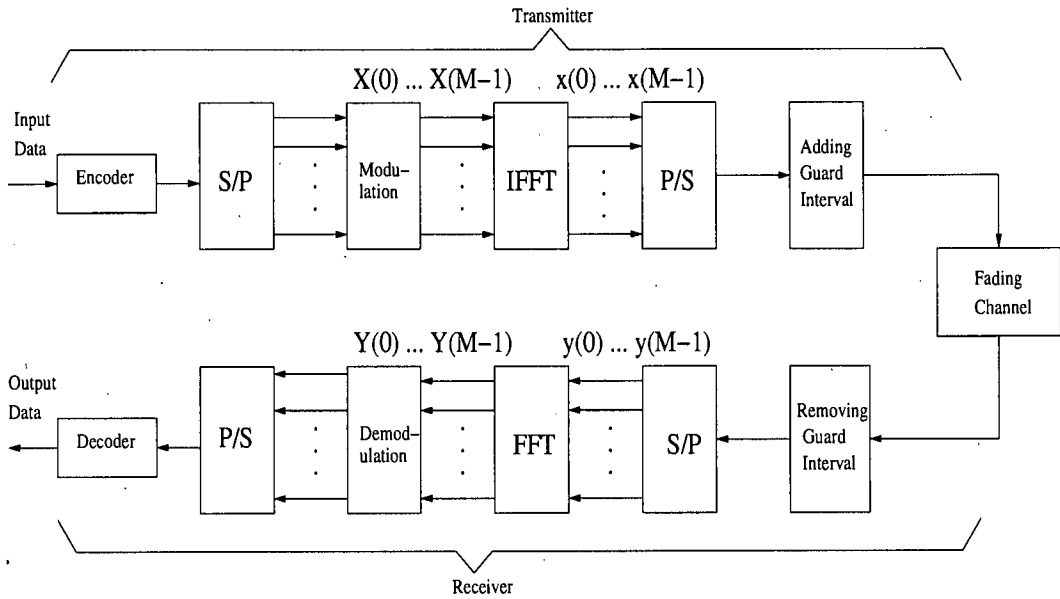 Transmitter
X(0) ... X(M−1)
x(0) ... x(M−1)
Input
Data
Encoder
S/P
Modu−
lation
IFFT
P/S
Adding
Guard
Interval
Fading
Channel
Y(0) ... Y(M−1)
y(0) ... y(M−1)
Output
Data
Decoder
P/S
Demod−
ulation
FFT
S/P
Removing
Guard
Interval
Receiver